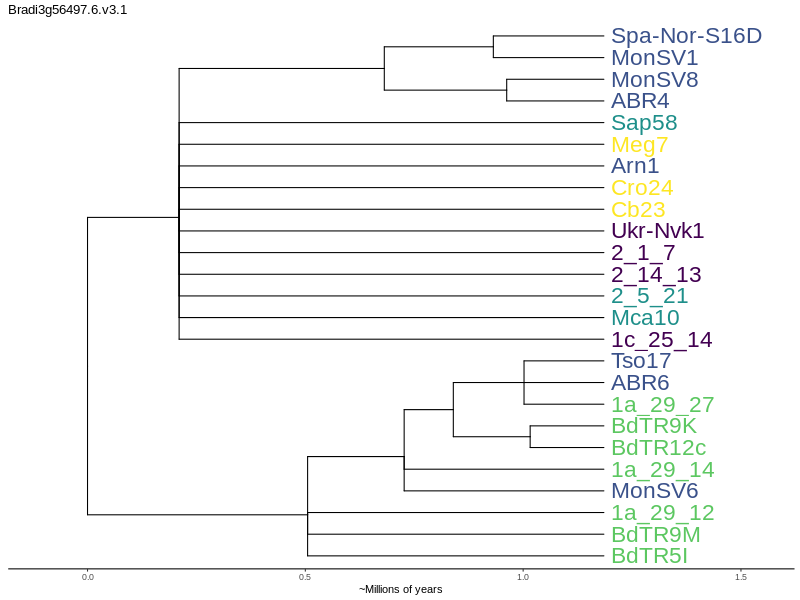 Bradi3g56497.6.v3.1
Spa-Nor-S16D
MonSV1
MonSV8
ABR4
Sap58
Meg7
Arn1
Cro24
Cb23
Ukr-Nvk1
2_1_7
2_14_13
2_5_21
Mca10
1c_25_14
Tso17
ABR6
1a_29_27
BdTR9K
BdTR12c
1a_29_14
MonSV6
1a_29_12
BdTR9M
BdTR5I
0.0 0.5 1.0 1.5
~Millions of years